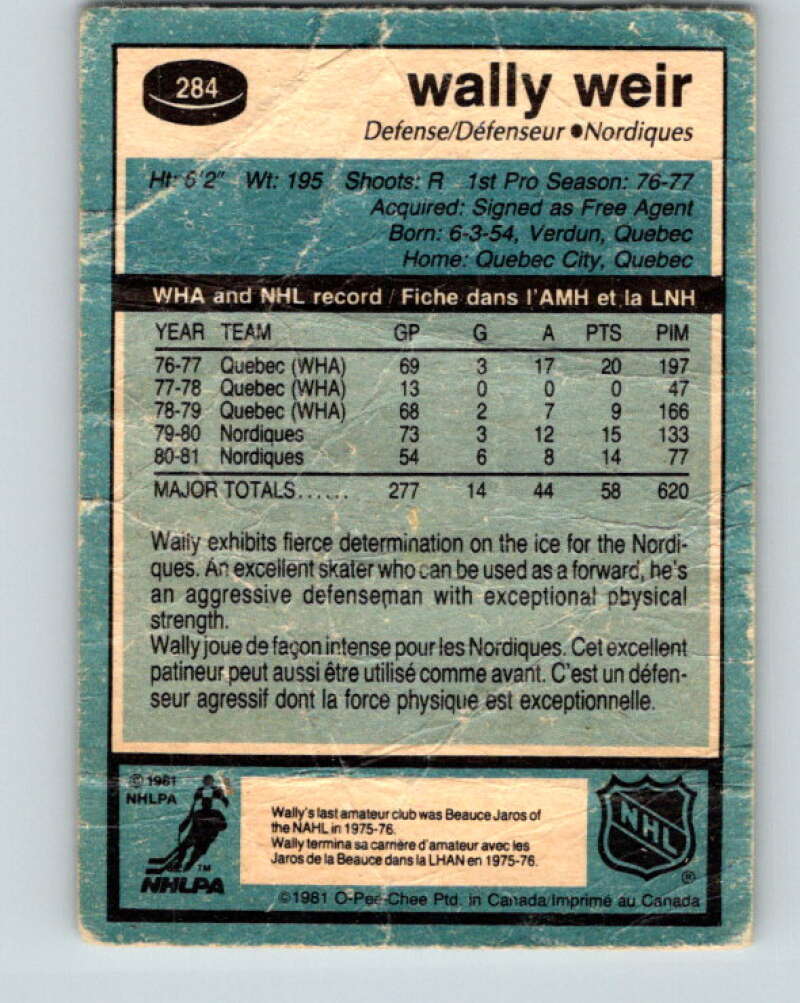 284
wally weir
Defense/Défenseur ●Nordiques
Ht: 6'2" Wt: 195 Shoots: R 1st Pro Season: 76-77
Acquired: Signed as Free Agent
Born: 6-3-54, Verdun, Quebec
Home: Quebec City, Quebec
WHA and NHL record / Fiche dans l'AMH et la LNH
YEAR TEAM GP G A PTS PIM
76-77 Quebec (WHA) 69 3 17 20 197
77-78 Quebec (WHA) 13 0 0 0 47
78-79 Quebec (WHA) 68 2 7 9 166
79-80 Nordiques 73 3 12 15 133
80-81 Nordiques 54 6 8 14 77
MAJOR TOTALS...... 277 14 44 58 620
Wally exhibits fierce determination on the ice for the Nordi-
ques. An excellent skater who can be used as a forward, he's
an aggressive defenseman with exceptional physical
strength.
Wally joue de façon intense pour les Nordiques. Cet excellent
patineur peut aussi être utilisé comme avant. C'est un défen-
seur agressif dont la force physique est exceptionnelle.
© 1981
NHLPA
TM
NHLPA
Wally's last amateur club was Beauce Jaros of
the NAHL in 1975-76.
Wally termina sa carrière d'amateur avec les
Jaros de la Beauce dans la LHAN en 1975-76.
NHL
®
©1981 O-Pee-Chee Ptd. in Canada/Imprimé au Canada